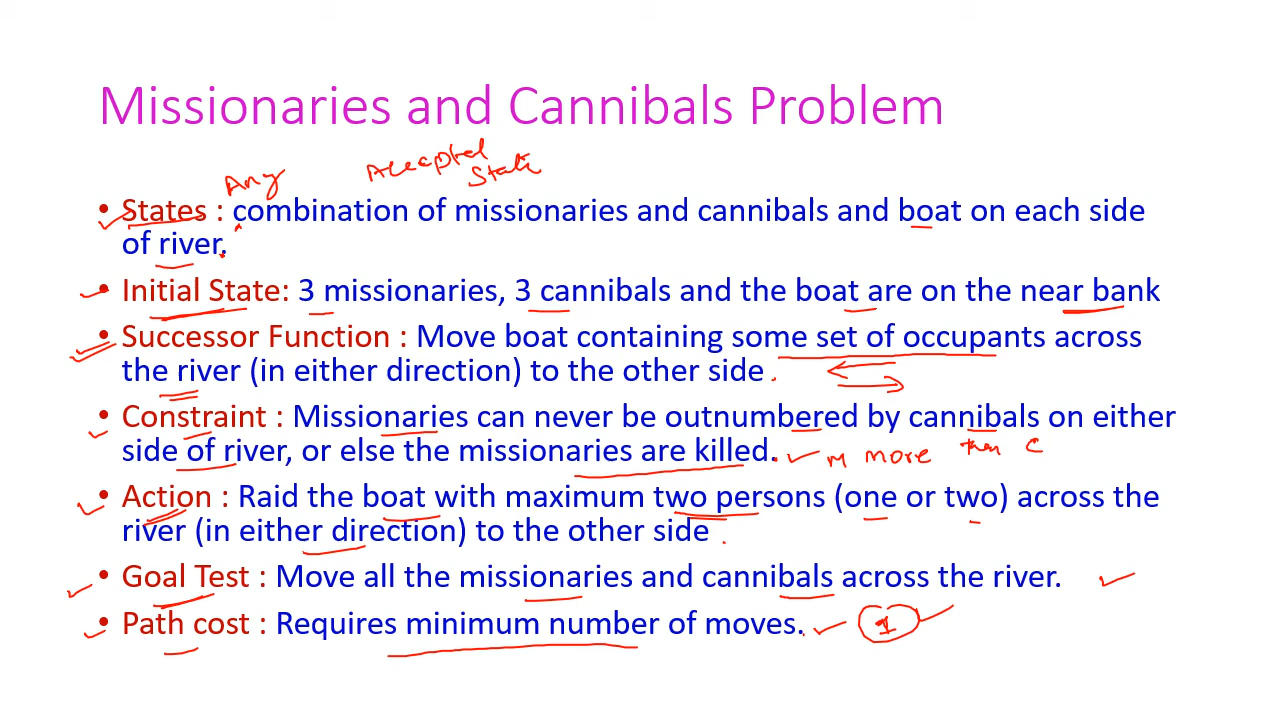 Missionaries and Cannibals Problem
Any Accepted State
• States : combination of missionaries and cannibals and boat on each side
of river.
• Initial State: 3 missionaries, 3 cannibals and the boat are on the near bank
• Successor Function : Move boat containing some set of occupants across
the river (in either direction) to the other side
• Constraint : Missionaries can never be outnumbered by cannibals on either
side of river, or else the missionaries are killed. M more than C
• Action : Raid the boat with maximum two persons (one or two) across the
river (in either direction) to the other side
• Goal Test : Move all the missionaries and cannibals across the river.
• Path cost : Requires minimum number of moves. 1